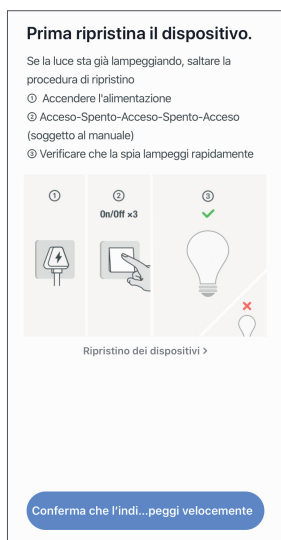 Prima ripristina il dispositivo.
Se la luce sta già lampeggiando, saltare la
procedura di ripristino
① Accendere l'alimentazione
② Acceso-Spento-Acceso-Spento-Acceso
(soggetto al manuale)
③ Verificare che la spia lampeggi rapidamente
① ② ③
On/Off ×3
Ripristino dei dispositivi >
Conferma che l’indi...peggi velocemente